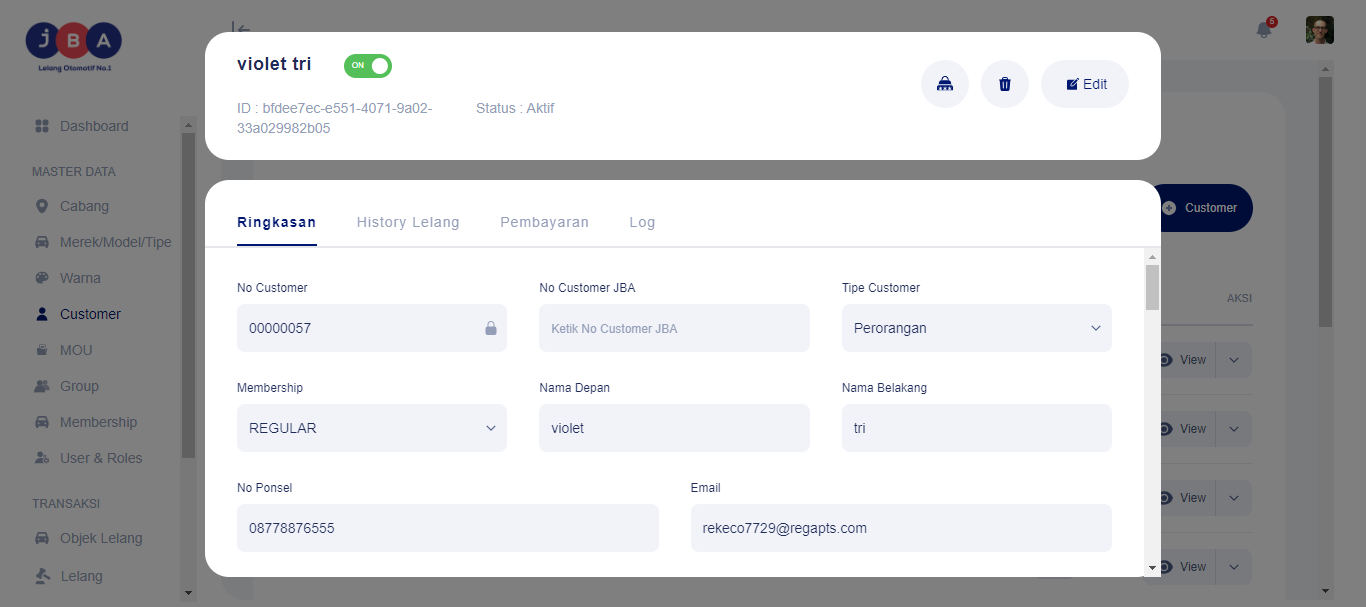 JBA
Lelang Otomotif No.1
5
violet tri
ON
ID : bfdee7ec-e551-4071-9a02-
33a029982b05
Status : Aktif
Edit
Dashboard
MASTER DATA
Cabang
Merek/Model/Tipe
Warna
Customer
MOU
Group
Membership
User & Roles
TRANSAKSI
Objek Lelang
Lelang
Customer
Ringkasan
History Lelang
Pembayaran
Log
No Customer
00000057
No Customer JBA
Ketik No Customer JBA
Tipe Customer
Perorangan
Membership
REGULAR
Nama Depan
violet
Nama Belakang
tri
No Ponsel
08778876555
Email
rekeco7729@regapts.com
AKSI
View
View
View
View